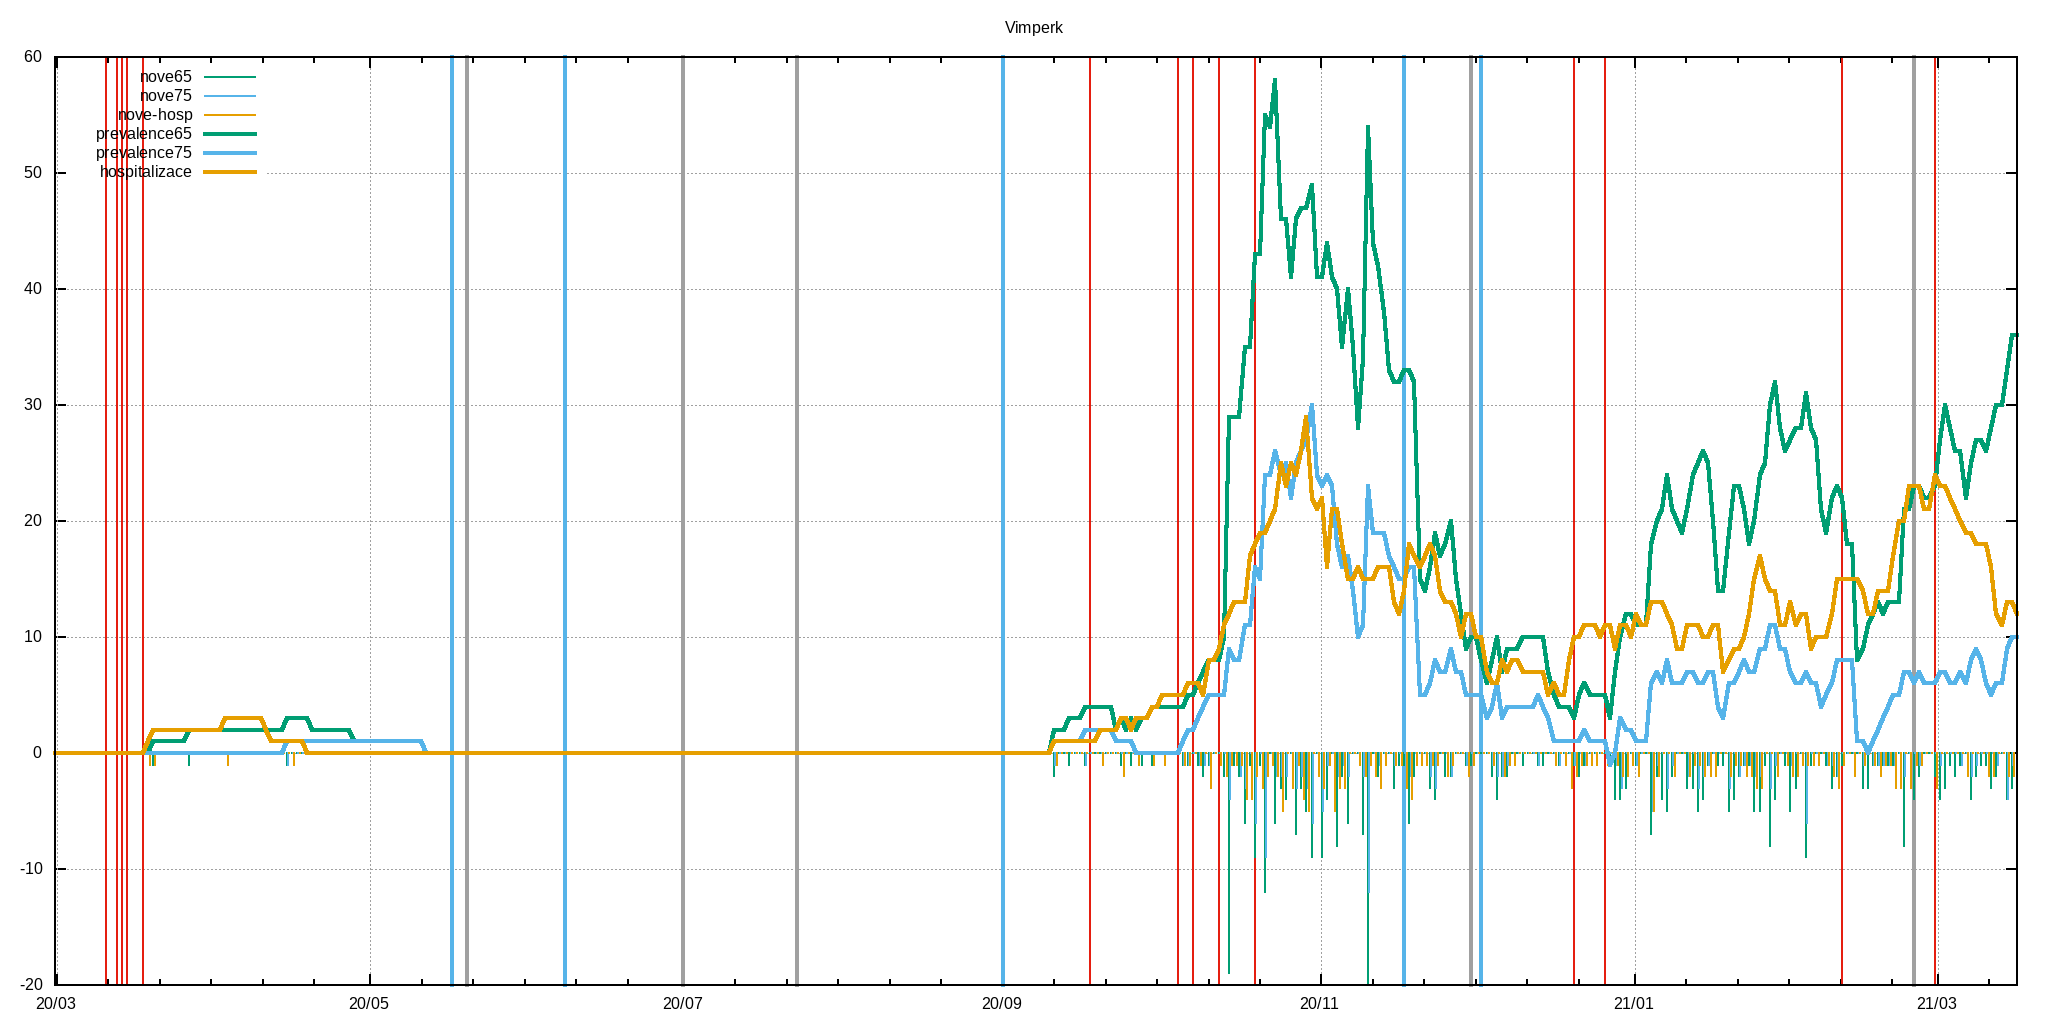 Vimperk
60
nove65
nove75
nove-hosp
prevalence65
prevalence75
hospitalizace
50
40
30
20
10
0
-10
-20
20/03 20/05 20/07 20/09 20/11 21/01 21/03